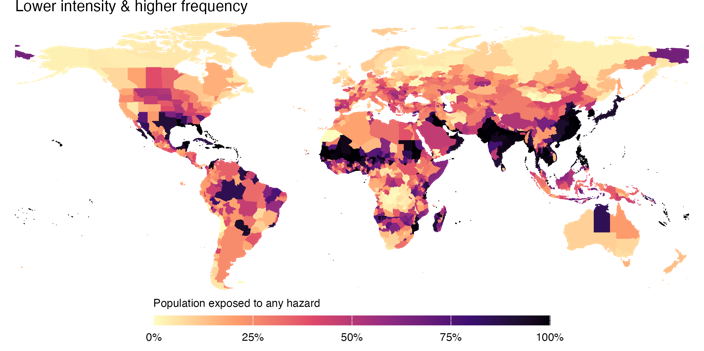 Lower intensity & higher frequency
Population exposed to any hazard
0% 25% 50% 75% 100%